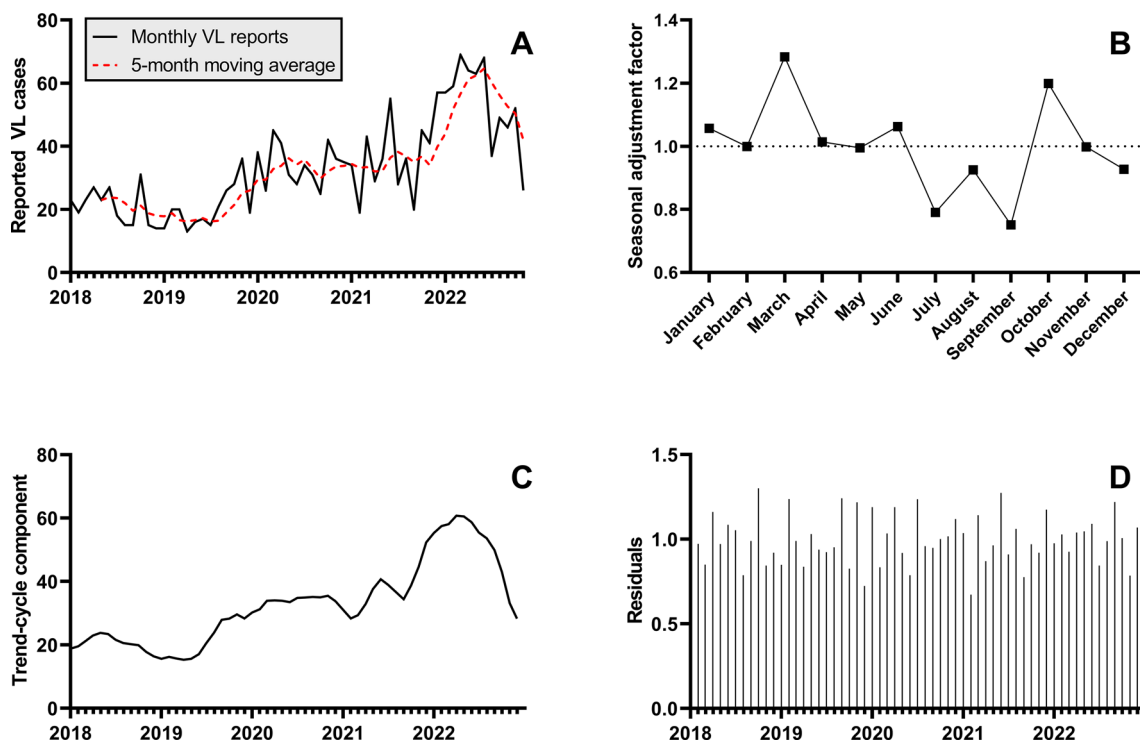 A
Monthly VL reports
5-month moving average
Reported VL cases
80
60
40
20
0
2018 2019 2020 2021 2022
B
Seasonal adjustment factor
1.4
1.2
1.0
0.8
0.6
January February March April May June July August September October November December
C
Trend-cycle component
80
60
40
20
0
2018 2019 2020 2021 2022
D
Residuals
1.5
1.0
0.5
0.0
2018 2019 2020 2021 2022